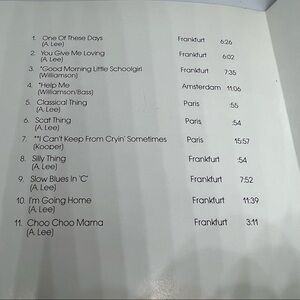 1. One Of These Days Frankfurt 6:26
(A. Lee)
2. You Give Me Loving Frankfurt 6:02
(A. Lee)
3. *Good Morning Little Schoolgirl Frankfurt 7:35
(Williamson)
4. *Help Me Amsterdam 11:06
(Williamson/Bass)
5. Classical Thing Paris :55
(A. Lee)
6. Scat Thing Paris :54
(A. Lee)
7. **I Can't Keep From Cryin' Sometimes Paris 15:57
(Kooper)
8. Silly Thing Frankfurt :54
(A. Lee)
9. Slow Blues In 'C' Frankfurt 7:52
(A. Lee)
10. I'm Going Home Frankfurt 11:39
(A. Lee)
11. Choo Choo Mama Frankfurt 3:11
(A. Lee)